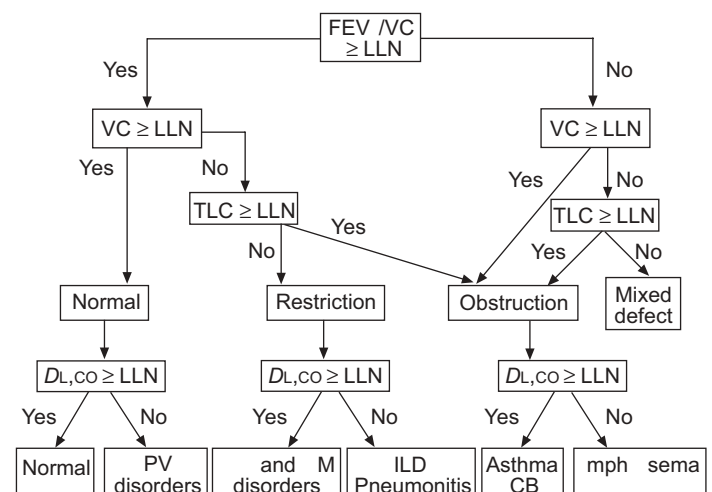 FEV /VC
≥ LLN
Yes
No
VC ≥ LLN
VC ≥ LLN
Yes
No
Yes
No
TLC ≥ LLN
TLC ≥ LLN
Yes
No
Yes
No
Normal
Restriction
Obstruction
Mixed
defect
DL,CO ≥ LLN
DL,CO ≥ LLN
DL,CO ≥ LLN
Yes
No
Yes
No
Yes
No
Normal
PV
disorders
and M
disorders
ILD
Pneumonitis
Asthma
CB
mph sema